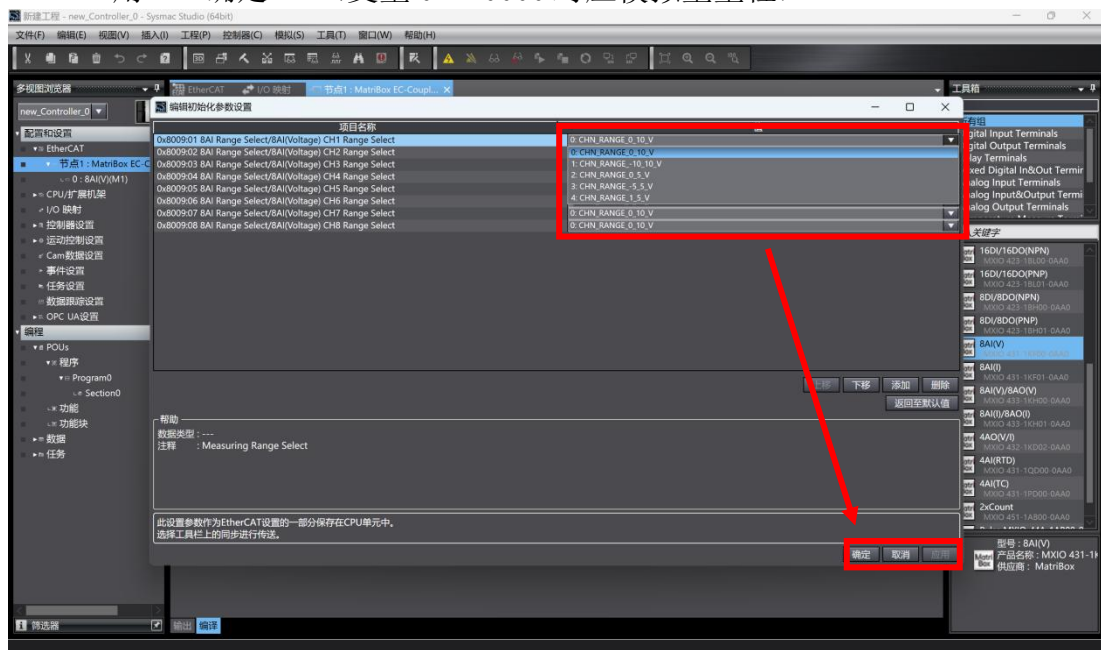 新建工程 - new_Controller_0 - Sysmac Studio (64bit)
文件(F) 编辑(E) 视图(V) 插入(I) 工程(P) 控制器(C) 模拟(S) 工具(T) 窗口(W) 帮助(H)
多视图浏览器
EtherCAT
I/O 映射
节点1 : MatriBox EC-Coupl...
工具箱
new_Controller_0
编辑初始化参数设置
配置和设置
EtherCAT
节点1 : MatriBox EC-C
0 : 8AI(V)(M1)
CPU/扩展机架
I/O 映射
控制器设置
运动控制设置
Cam数据设置
事件设置
任务设置
数据跟踪设置
OPC UA设置
编程
POUs
程序
Program0
Section0
功能
功能块
数据
任务
项目名称
0x8009:01 8AI Range Select/8AI(Voltage) CH1 Range Select
0: CHN_RANGE_0_10_V
0x8009:02 8AI Range Select/8AI(Voltage) CH2 Range Select
0: CHN_RANGE_0_10_V
0x8009:03 8AI Range Select/8AI(Voltage) CH3 Range Select
1: CHN_RANGE_-10_10_V
0x8009:04 8AI Range Select/8AI(Voltage) CH4 Range Select
2: CHN_RANGE_0_5_V
0x8009:05 8AI Range Select/8AI(Voltage) CH5 Range Select
3: CHN_RANGE_-5_5_V
0x8009:06 8AI Range Select/8AI(Voltage) CH6 Range Select
4: CHN_RANGE_1_5_V
0x8009:07 8AI Range Select/8AI(Voltage) CH7 Range Select
0: CHN_RANGE_0_10_V
0x8009:08 8AI Range Select/8AI(Voltage) CH8 Range Select
0: CHN_RANGE_0_10_V
上移 下移 添加 删除
返回至默认值
帮助
数据类型 : ---
注释 : Measuring Range Select
此设置参数作为EtherCAT设置的一部分保存在CPU单元中。
选择工具栏上的同步进行传送。
确定 取消 应用
有组
gital Input Terminals
gital Output Terminals
lay Terminals
xed Digital In&Out Termir
alog Input Terminals
alog Input&Output Termi
alog Output Terminals
入关键字
16DI/16DO(NPN)
MXIO 423-1BL00-0AA0
16DI/16DO(PNP)
MXIO 423-1BL01-0AA0
8DI/8DO(NPN)
MXIO 423-1BH00-0AA0
8DI/8DO(PNP)
MXIO 423-1BH01-0AA0
8AI(V)
8AI(I)
MXIO 431-1KF01-0AA0
8AI(V)/8AO(V)
MXIO 433-1KH00-0AA0
8AI(I)/8AO(I)
MXIO 433-1KH01-0AA0
4AO(V/I)
MXIO 432-1KD02-0AA0
4AI(RTD)
MXIO 431-1QD00-0AA0
4AI(TC)
MXIO 431-1PD00-0AA0
2xCount
MXIO 451-1AB00-0AA0
型号 : 8AI(V)
产品名称 : MXIO 431-1K
供应商 : MatriBox
筛选器
输出 编译